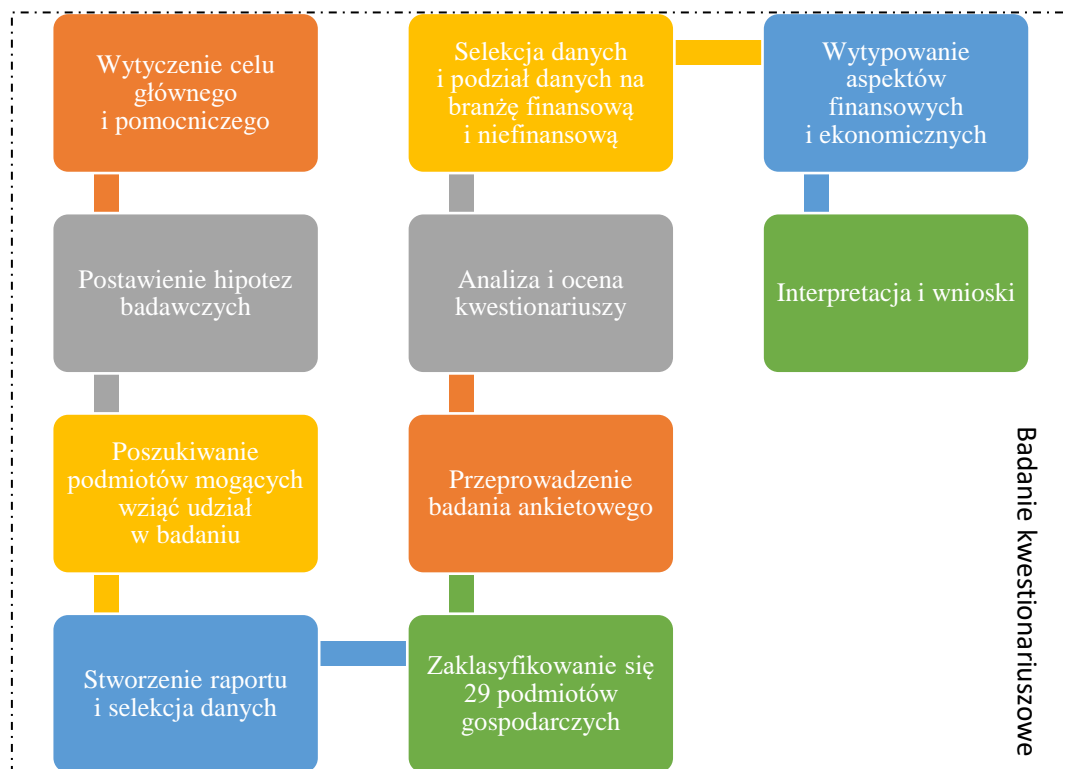 Wytyczenie celu
głównego
i pomocniczego
Postawienie hipotez
badawczych
Poszukiwanie
podmiotów mogących
wziąć udział
w badaniu
Stworzenie raportu
i selekcja danych
Zaklasyfikowanie się
29 podmiotów
gospodarczych
Przeprowadzenie
badania ankietowego
Analiza i ocena
kwestionariuszy
Selekcja danych
i podział danych na
branżę finansową
i niefinansową
Wytypowanie
aspektów
finansowych
i ekonomicznych
Interpretacja i wnioski
Badanie kwestionariuszowe